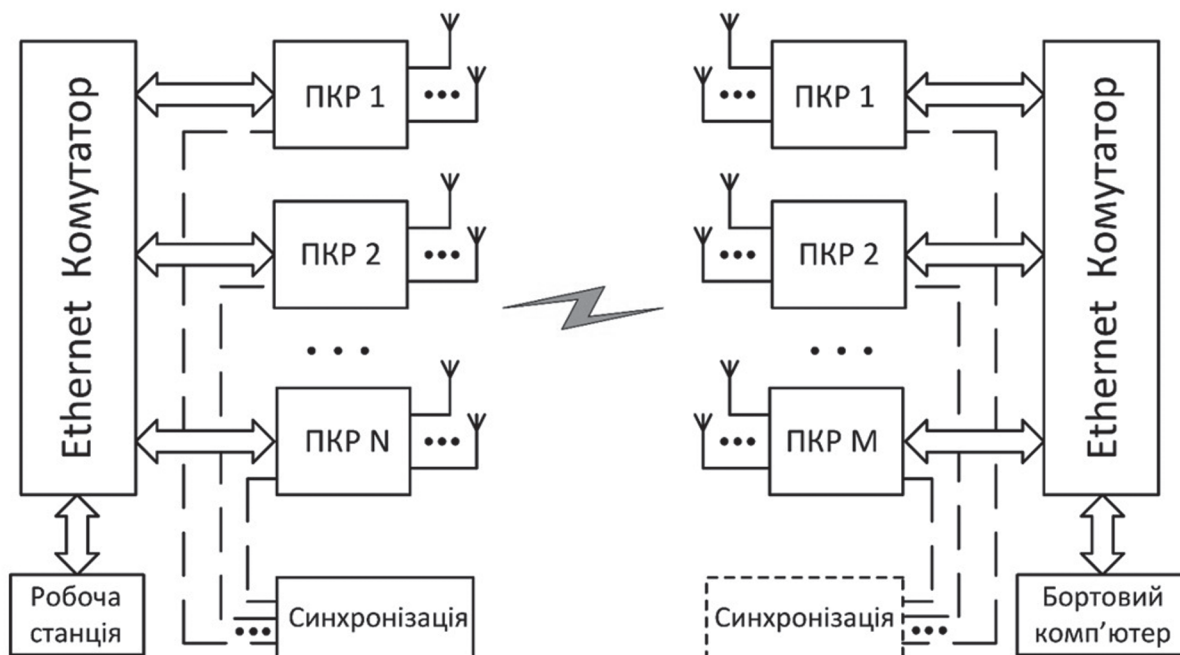 Ethernet Комутатор
ПКР 1
ПКР 2
ПКР N
Робоча
станція
Синхронізація
ПКР 1
ПКР 2
ПКР M
Ethernet Комутатор
Синхронізація
Бортовий
комп’ютер